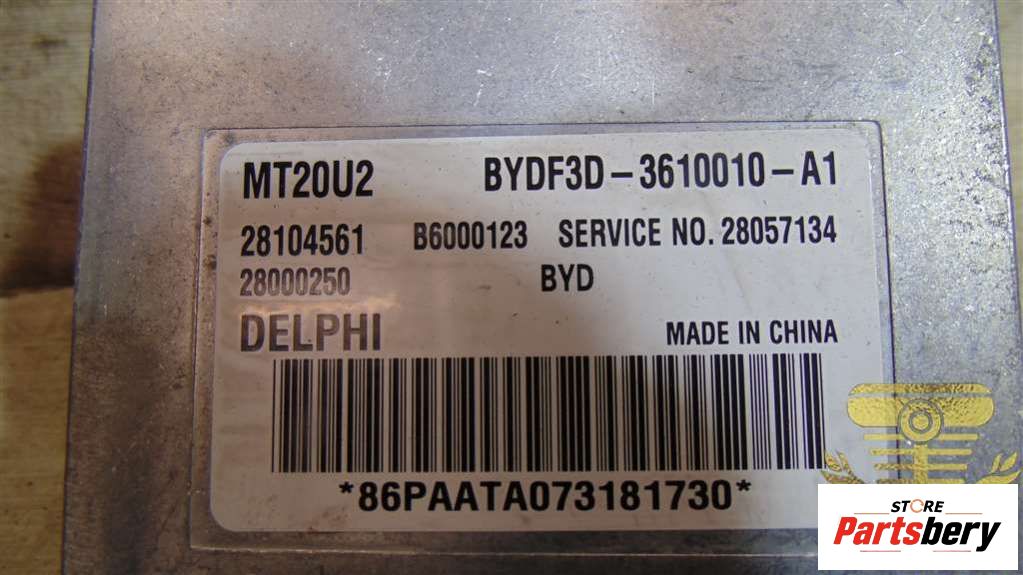 MT20U2 BYDF3D-3610010-A1
28104561 B6000123 SERVICE NO. 28057134
28000250 BYD
DELPHI MADE IN CHINA
*86PAATA073181730*
STORE
Partsbery